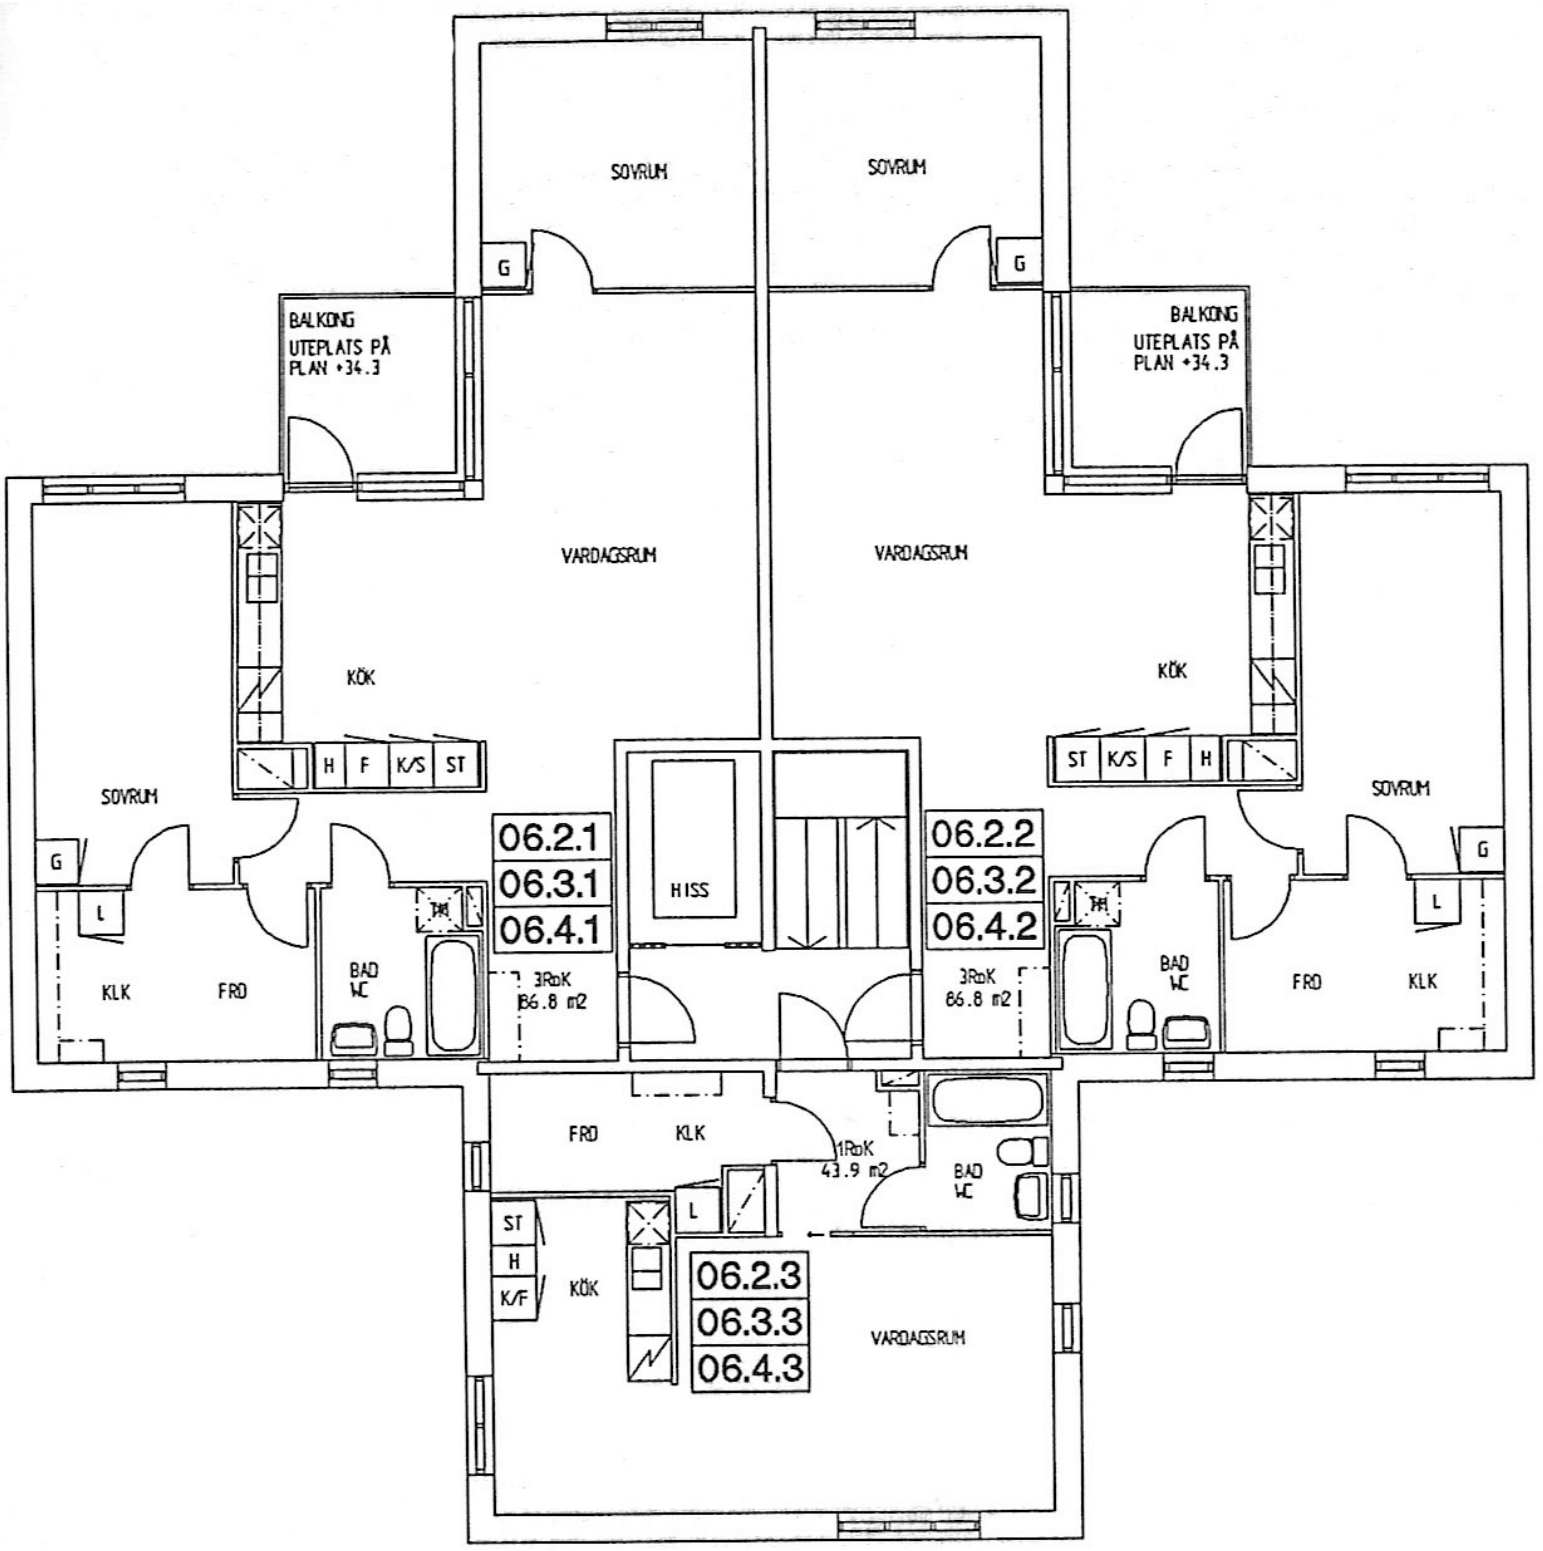 SOVRUM
SOVRUM
G
G
BALKONG
UTEPLATS PÅ
PLAN +34.3
BALKONG
UTEPLATS PÅ
PLAN +34.3
VARDAGSRUM
VARDAGSRUM
KÖK
KÖK
H
F
K/S
ST
ST
K/S
F
H
SOVRUM
SOVRUM
G
G
06.2.1
06.3.1
06.4.1
HISS
06.2.2
06.3.2
06.4.2
L
TM
TM
L
KLK
FRD
BAD
WC
3RoK
86.8 m2
3RoK
86.8 m2
BAD
WC
FRD
KLK
FRD
KLK
1RoK
43.9 m2
BAD
WC
ST
H
K/F
L
KÖK
06.2.3
06.3.3
06.4.3
VARDAGSRUM